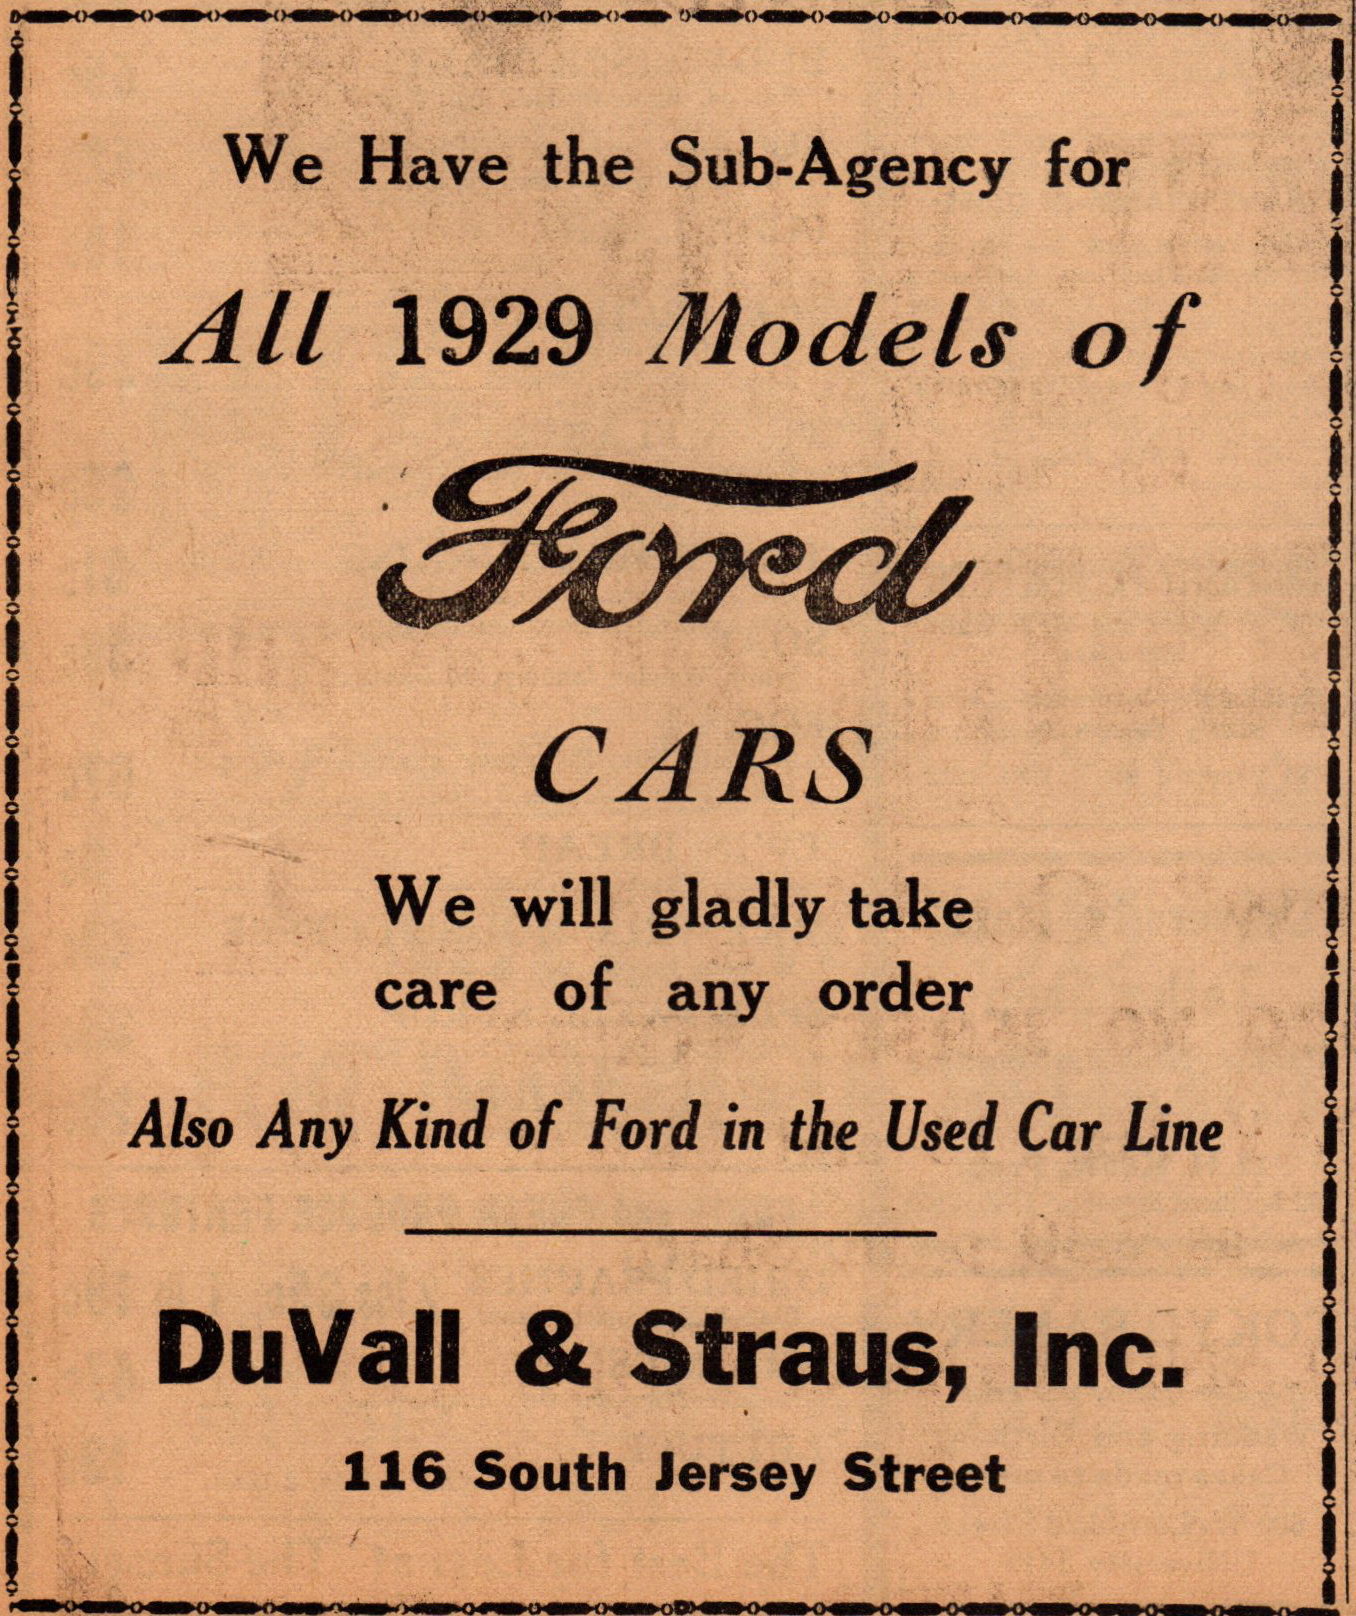 We Have the Sub-Agency for
All 1929 Models of
Ford
CARS
We will gladly take
care of any order
Also Any Kind of Ford in the Used Car Line
DuVall & Straus, Inc.
116 South Jersey Street